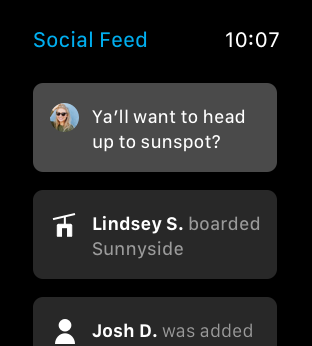 Social Feed 10:07
Ya’ll want to head
up to sunspot?
Lindsey S. boarded
Sunnyside
Josh D. was added